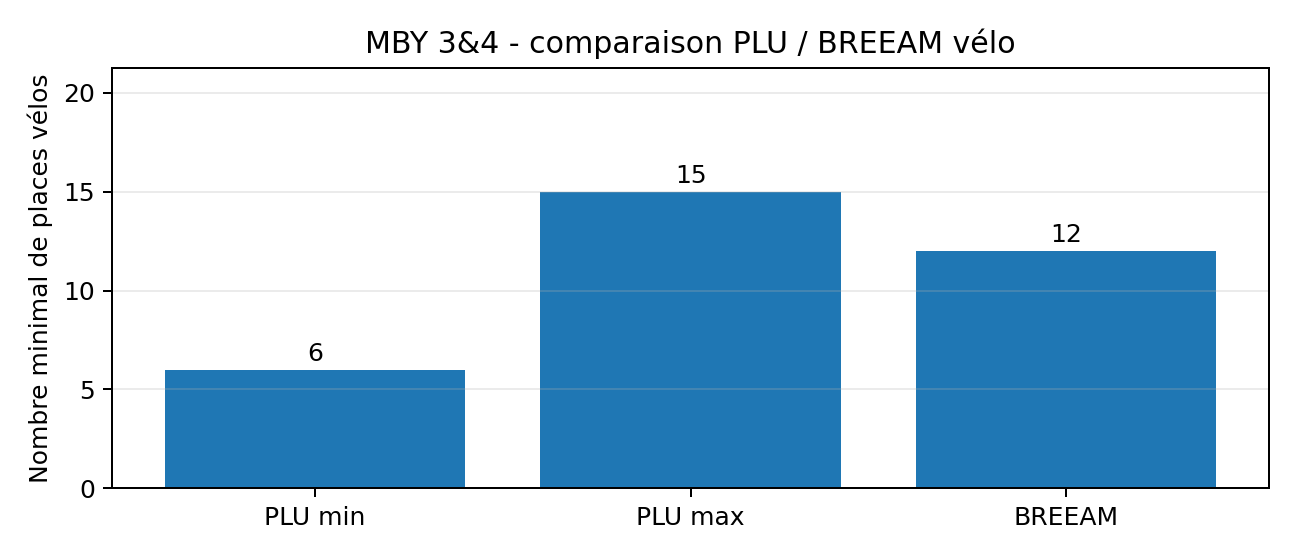 MBY 3&4 - comparaison PLU / BREEAM vélo
Nombre minimal de places vélos
20
15
10
5
0
6
15
12
PLU min
PLU max
BREEAM